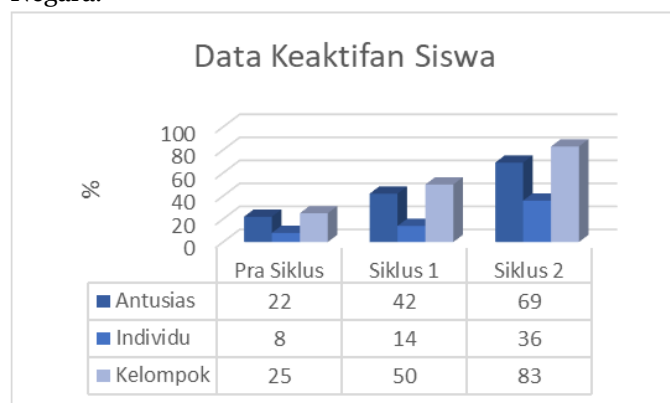 Negara.
Data Keaktifan Siswa
100
80
60
40
20
0
%
Pra Siklus Siklus 1 Siklus 2
Antusias 22 42 69
Individu 8 14 36
Kelompok 25 50 83